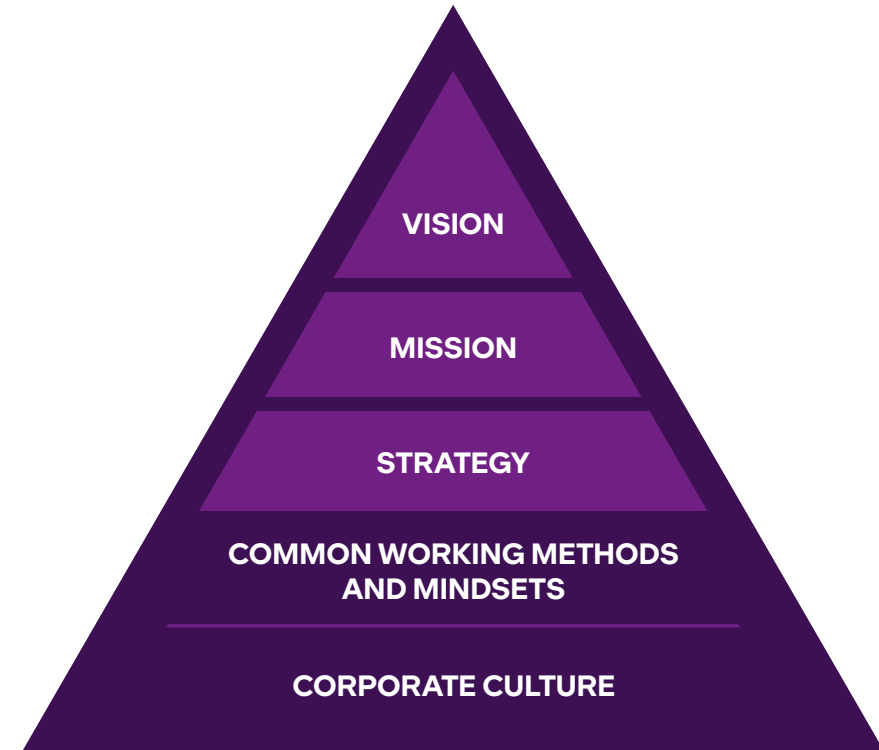 VISION
MISSION
STRATEGY
COMMON WORKING METHODS
AND MINDSETS
CORPORATE CULTURE